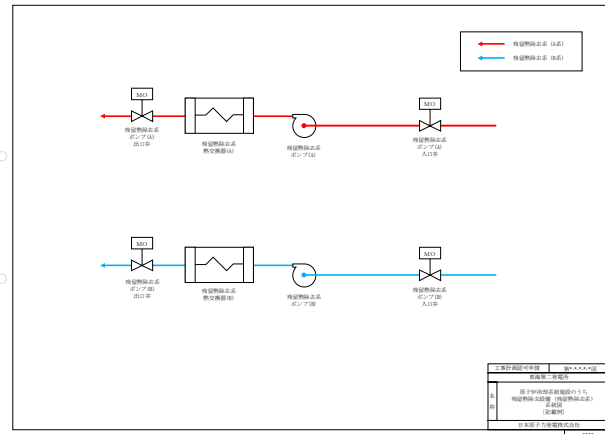 残留熱除去系（A系）
残留熱除去系（B系）
MO
MO
残留熱除去系
ポンプ(A)
出口弁
残留熱除去系
熱交換器(A)
残留熱除去系
ポンプ(A)
残留熱除去系
ポンプ(A)
入口弁
MO
MO
残留熱除去系
ポンプ(B)
出口弁
残留熱除去系
熱交換器(B)
残留熱除去系
ポンプ(B)
残留熱除去系
ポンプ(B)
入口弁
工事計画認可申請 第*-*-*-*-*図
東海第二発電所
名称
原子炉冷却系統施設のうち
残留熱除去設備（残留熱除去系）
系統図
［記載例］
日本原子力発電株式会社